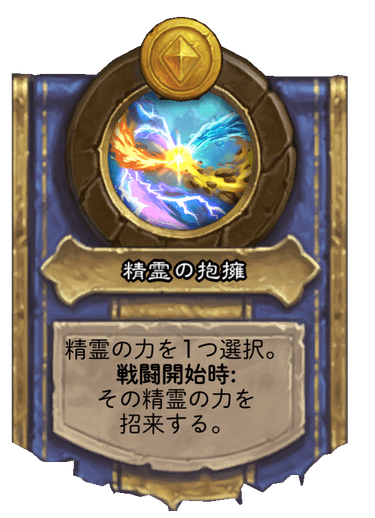 精霊の抱擁
精霊の力を1つ選択。
戦闘開始時:
その精霊の力を
招来する。